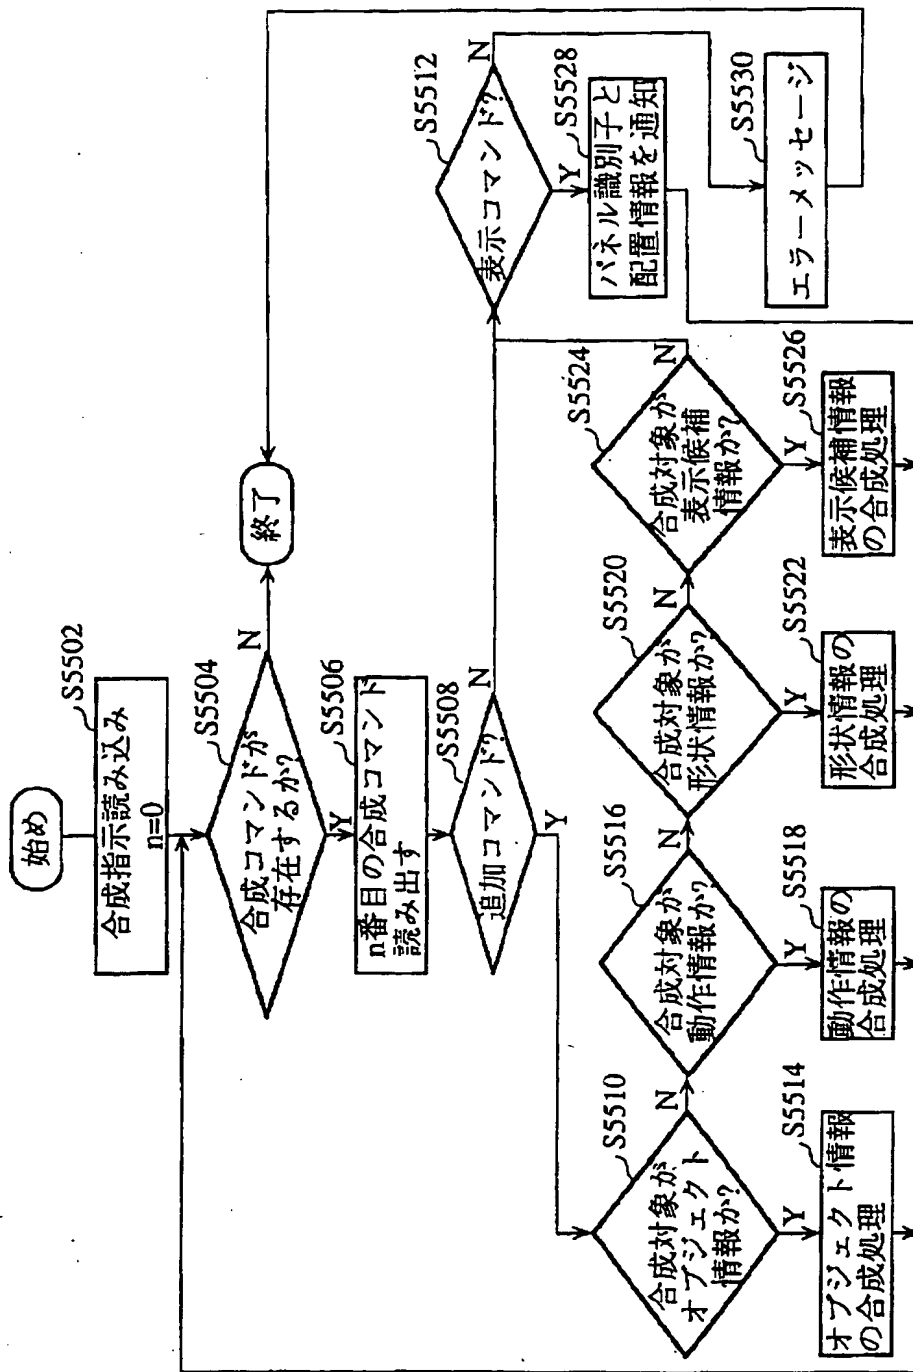 始め
S5502
合成指示読み込み
n=0
S5504
合成コマンドが
存在するか?
N
終了
Y
S5506
n番目の合成コマンド
読み出す
S5508
追加コマンド?
N
Y
S5510
合成対象が
オブジェクト
情報か?
N
Y
S5514
オブジェクト情報
の合成処理
S5516
合成対象が
動作情報か?
N
Y
S5518
動作情報の
合成処理
S5520
合成対象が
形状情報か?
N
Y
S5522
形状情報の
合成処理
S5524
合成対象が
表示候補
情報か?
N
Y
S5526
表示候補情報
の合成処理
S5512
表示コマンド?
N
Y
S5528
パネル識別子と
配置情報を通知
S5530
エラーメッセージ